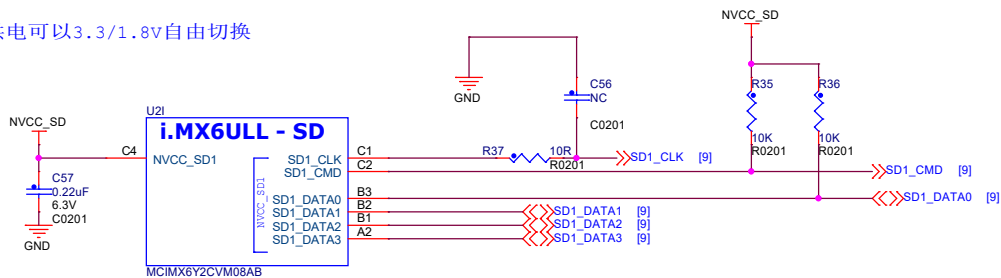 供电可以3.3/1.8V自由切换
NVCC_SD
C56
NC
C0201
GND
R35
R36
10K
R0201
10K
R0201
NVCC_SD
C57
0.22uF
6.3V
C0201
GND
U2I
i.MX6ULL - SD
C4
NVCC_SD1
NVCC_SD1
SD1_CLK
SD1_CMD
SD1_DATA0
SD1_DATA1
SD1_DATA2
SD1_DATA3
C1
C2
B3
B2
B1
A2
R37
10R
R0201
SD1_CLK [9]
SD1_CMD [9]
SD1_DATA0 [9]
SD1_DATA1 [9]
SD1_DATA2 [9]
SD1_DATA3 [9]
MCIMX6Y2CVM08AB